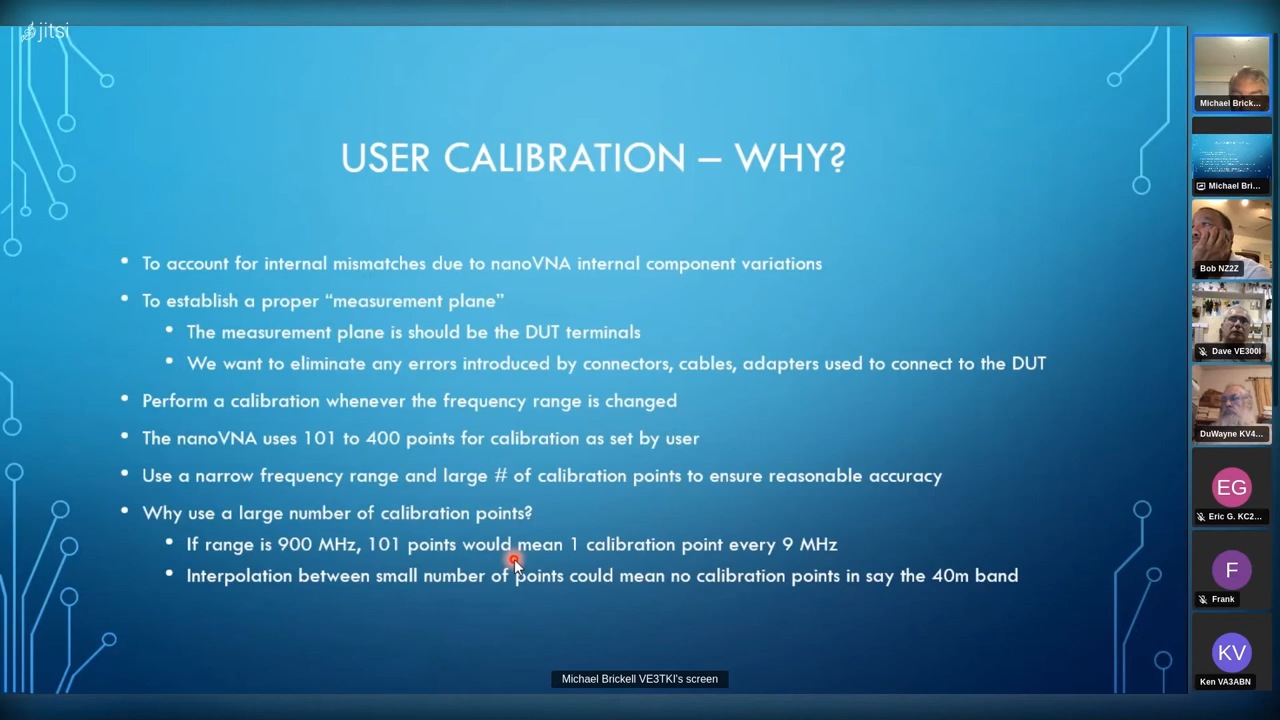 jitsi
USER CALIBRATION – WHY?
• To account for internal mismatches due to nanoVNA internal component variations
• To establish a proper “measurement plane”
• The measurement plane is should be the DUT terminals
• We want to eliminate any errors introduced by connectors, cables, adapters used to connect to the DUT
• Perform a calibration whenever the frequency range is changed
• The nanoVNA uses 101 to 400 points for calibration as set by user
• Use a narrow frequency range and large # of calibration points to ensure reasonable accuracy
• Why use a large number of calibration points?
• If range is 900 MHz, 101 points would mean 1 calibration point every 9 MHz
• Interpolation between small number of points could mean no calibration points in say the 40m band
Michael Brickell VE3TKI's screen
Michael Brick...
Michael Bri...
Bob NZ2Z
Dave VE3OOI
DuWayne KV4...
EG
Eric G. KC2...
F
Frank
KV
Ken VA3ABN